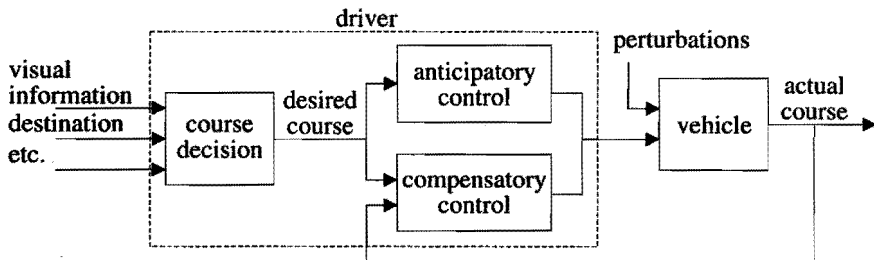 driver
visual
information
destination
etc.
course
decision
desired
course
anticipatory
control
compensatory
control
perturbations
vehicle
actual
course